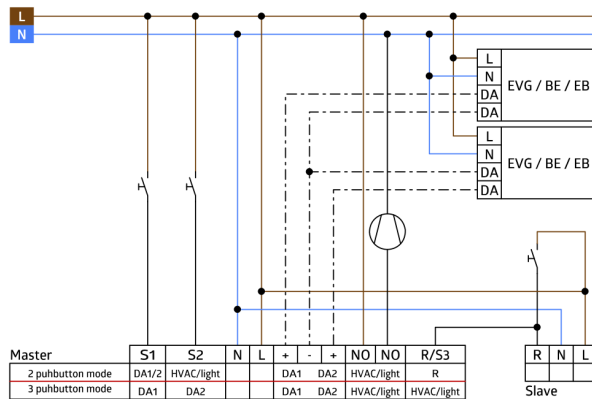 L
N
L
N EVG / BE / EB
DA
DA
L
N EVG / BE / EB
DA
DA
Master S1 S2 N L + - + NO NO R/S3 R N L
2 puhbutton mode DA1/2 HVAC/light DA1 DA2 HVAC/light R
3 puhbutton mode DA1 DA2 DA1 DA2 HVAC/light HVAC/light Slave